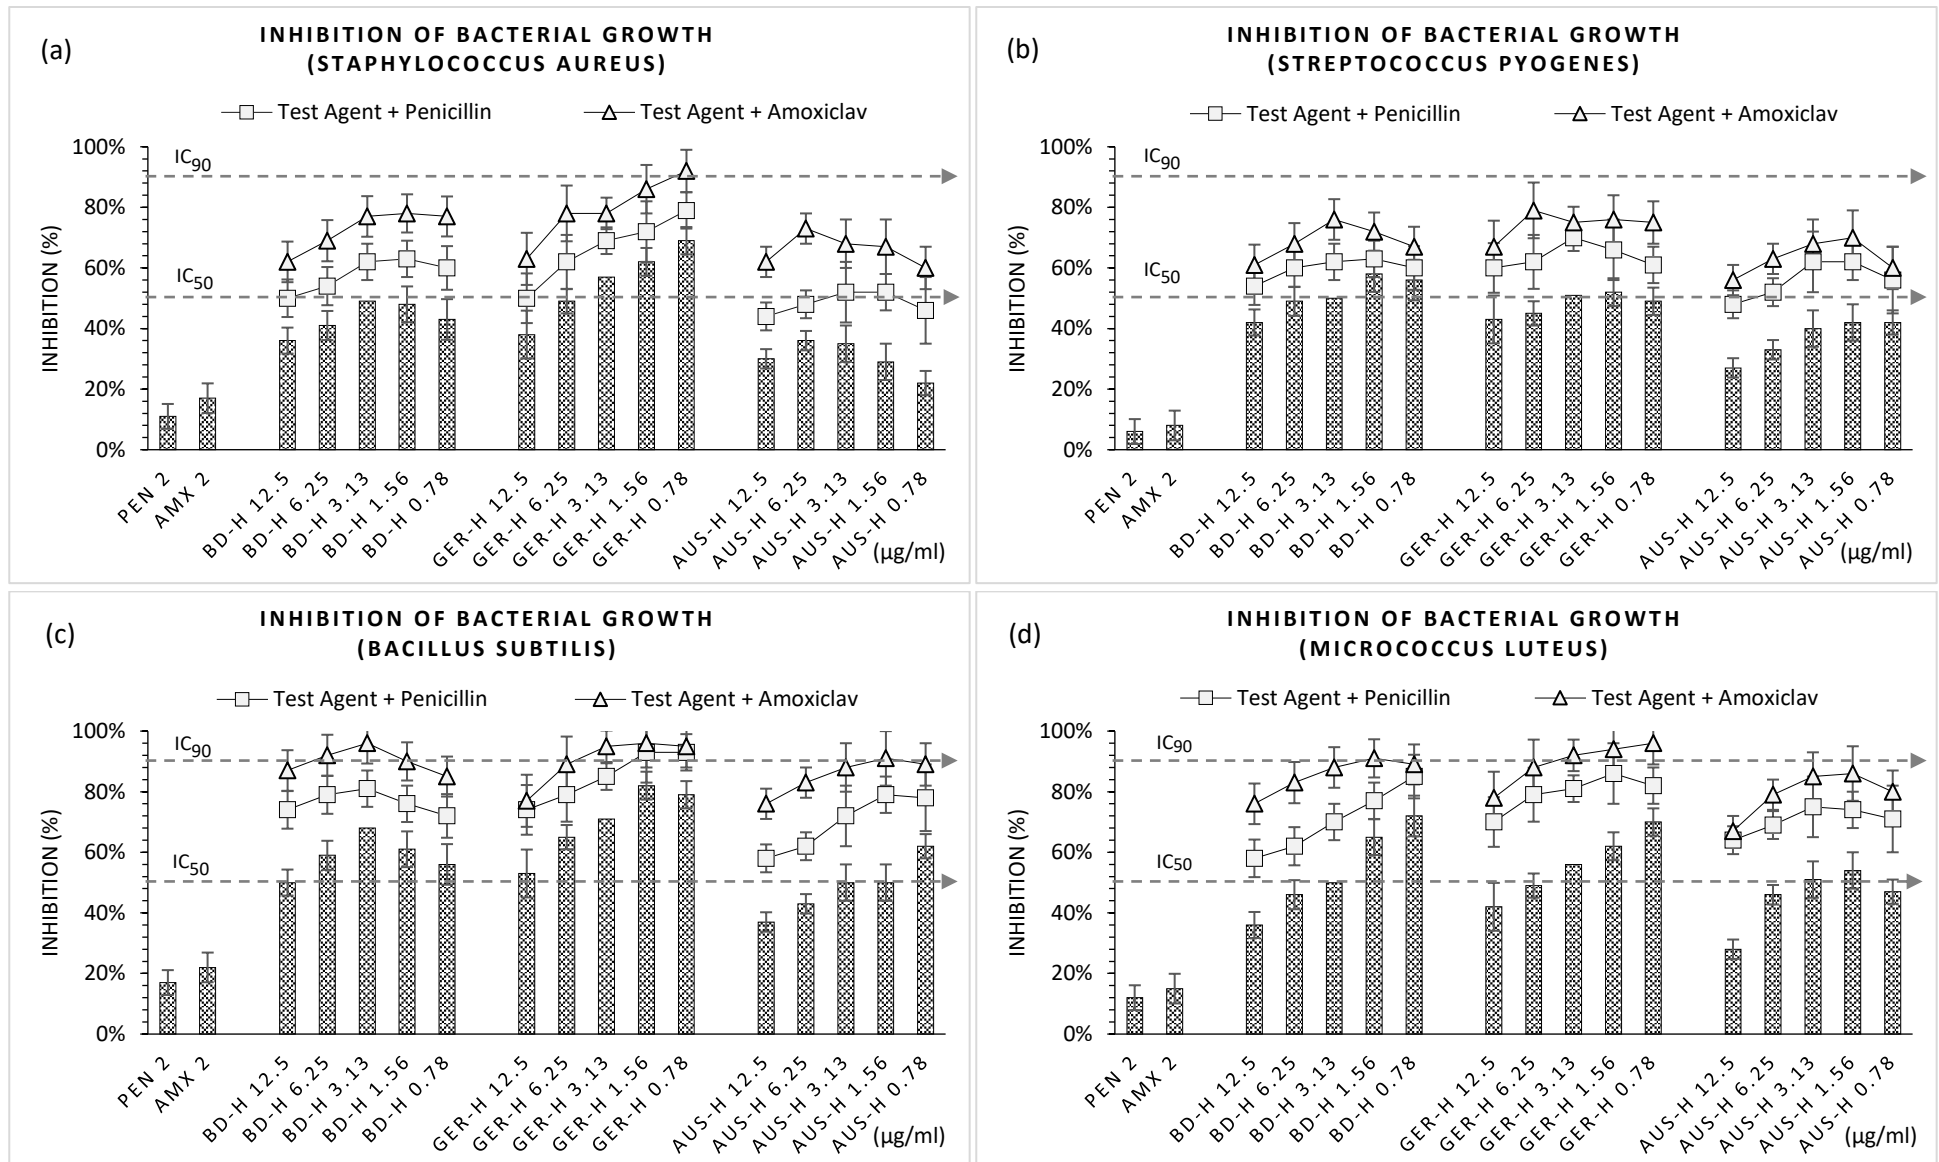 (a)
INHIBITION OF BACTERIAL GROWTH
(STAPHYLOCOCCUS AUREUS)
Test Agent + Penicillin
Test Agent + Amoxiclav
INHIBITION (%)
100%
80%
60%
40%
20%
0%
IC90
IC50
PEN 2
AMX 2
BD-H 12.5
BD-H 6.25
BD-H 3.13
BD-H 1.56
BD-H 0.78
GER-H 12.5
GER-H 6.25
GER-H 3.13
GER-H 1.56
GER-H 0.78
AUS-H 12.5
AUS-H 6.25
AUS-H 3.13
AUS-H 1.56
AUS-H 0.78
(µg/ml)
(b)
INHIBITION OF BACTERIAL GROWTH
(STREPTOCOCCUS PYOGENES)
Test Agent + Penicillin
Test Agent + Amoxiclav
INHIBITION (%)
100%
80%
60%
40%
20%
0%
IC90
IC50
PEN 2
AMX 2
BD-H 12.5
BD-H 6.25
BD-H 3.13
BD-H 1.56
BD-H 0.78
GER-H 12.5
GER-H 6.25
GER-H 3.13
GER-H 1.56
GER-H 0.78
AUS-H 12.5
AUS-H 6.25
AUS-H 3.13
AUS-H 1.56
AUS-H 0.78
(µg/ml)
(c)
INHIBITION OF BACTERIAL GROWTH
(BACILLUS SUBTILIS)
Test Agent + Penicillin
Test Agent + Amoxiclav
INHIBITION (%)
100%
80%
60%
40%
20%
0%
IC90
IC50
PEN 2
AMX 2
BD-H 12.5
BD-H 6.25
BD-H 3.13
BD-H 1.56
BD-H 0.78
GER-H 12.5
GER-H 6.25
GER-H 3.13
GER-H 1.56
GER-H 0.78
AUS-H 12.5
AUS-H 6.25
AUS-H 3.13
AUS-H 1.56
AUS-H 0.78
(µg/ml)
(d)
INHIBITION OF BACTERIAL GROWTH
(MICROCOCCUS LUTEUS)
Test Agent + Penicillin
Test Agent + Amoxiclav
INHIBITION (%)
100%
80%
60%
40%
20%
0%
IC90
IC50
PEN 2
AMX 2
BD-H 12.5
BD-H 6.25
BD-H 3.13
BD-H 1.56
BD-H 0.78
GER-H 12.5
GER-H 6.25
GER-H 3.13
GER-H 1.56
GER-H 0.78
AUS-H 12.5
AUS-H 6.25
AUS-H 3.13
AUS-H 1.56
AUS-H 0.78
(µg/ml)